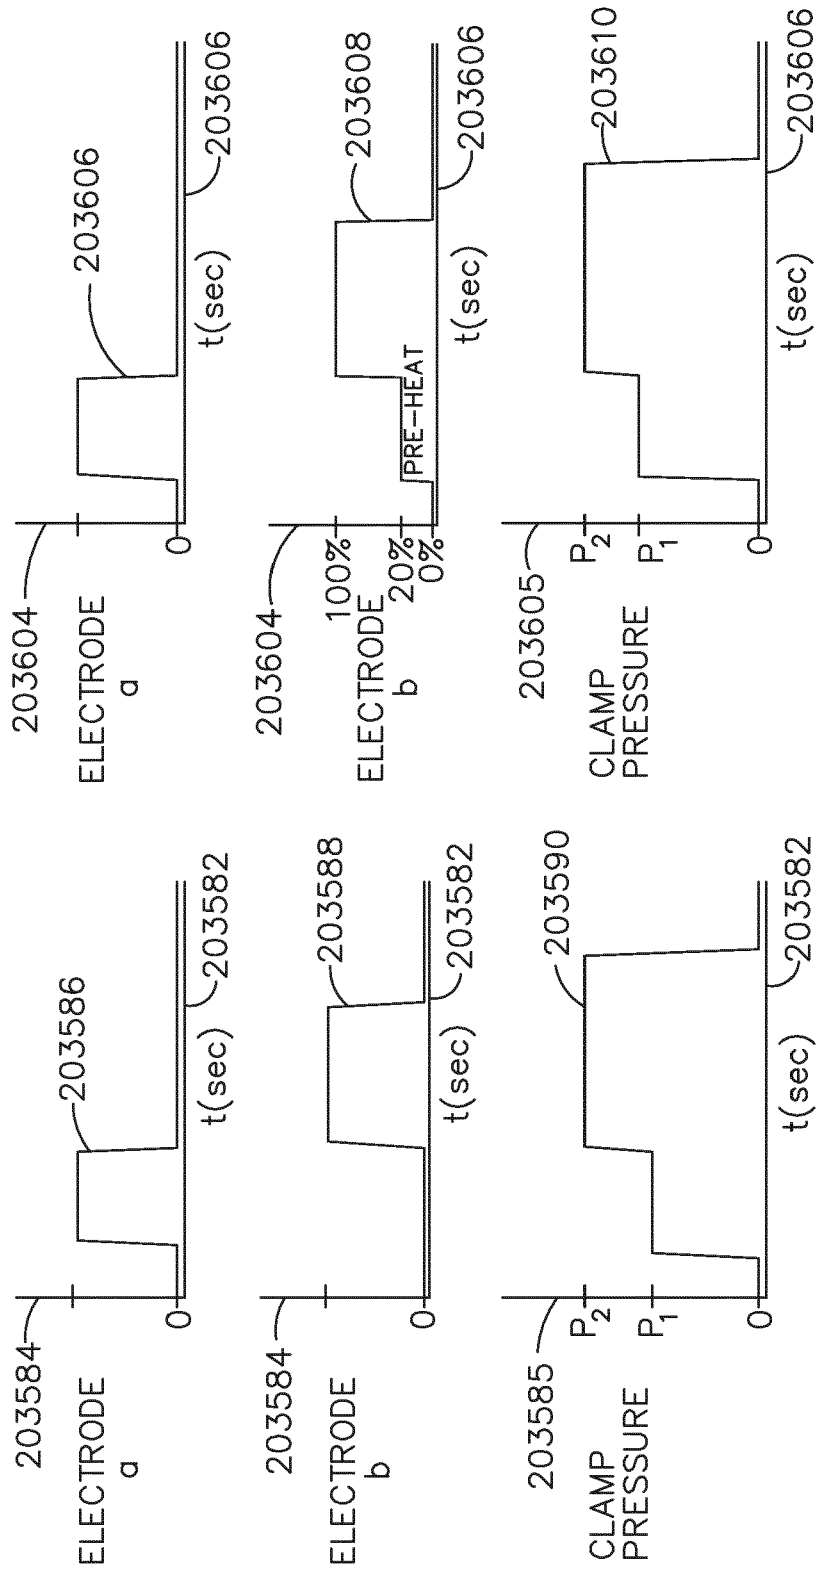 203584
ELECTRODE
a
0
203586
t(sec)
203582
203584
ELECTRODE
b
0
203588
t(sec)
203582
203585
CLAMP
PRESSURE
P2
P1
0
203590
t(sec)
203582
203604
ELECTRODE
a
0
203606
t(sec)
203606
203604
ELECTRODE
b
100%
20%
0%
PRE-HEAT
203608
t(sec)
203606
203605
CLAMP
PRESSURE
P2
P1
0
203610
t(sec)
203606